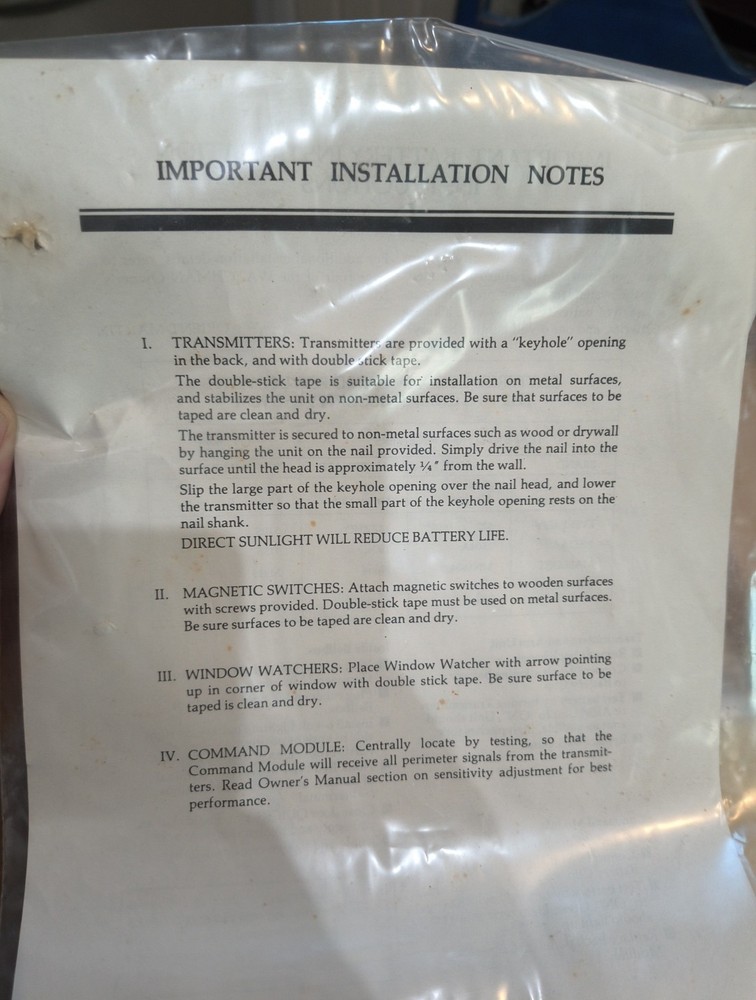 IMPORTANT INSTALLATION NOTES
I. TRANSMITTERS: Transmitters are provided with a "keyhole" opening
in the back, and with double stick tape.
The double-stick tape is suitable for installation on metal surfaces,
and stabilizes the unit on non-metal surfaces. Be sure that surfaces to be
taped are clean and dry.
The transmitter is secured to non-metal surfaces such as wood or drywall
by hanging the unit on the nail provided. Simply drive the nail into the
surface until the head is approximately ¼" from the wall.
Slip the large part of the keyhole opening over the nail head, and lower
the transmitter so that the small part of the keyhole opening rests on the
nail shank.
DIRECT SUNLIGHT WILL REDUCE BATTERY LIFE.
II. MAGNETIC SWITCHES: Attach magnetic switches to wooden surfaces
with screws provided. Double-stick tape must be used on metal surfaces.
Be sure surfaces to be taped are clean and dry.
III. WINDOW WATCHERS: Place Window Watcher with arrow pointing
up in corner of window with double stick tape. Be sure surface to be
taped is clean and dry.
IV. COMMAND MODULE: Centrally locate by testing, so that the
Command Module will receive all perimeter signals from the transmit-
ters. Read Owner's Manual section on sensitivity adjustment for best
performance.